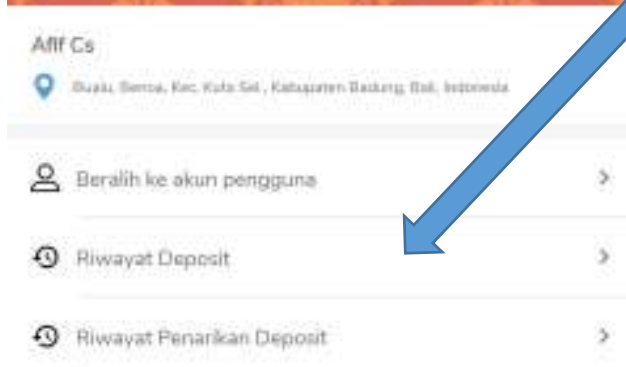 Afif Cs
Bualu, Benoa, Kec. Kuta Sel., Kabupaten Badung, Bali, Indonesia
Beralih ke akun pengguna
Riwayat Deposit
Riwayat Penarikan Deposit